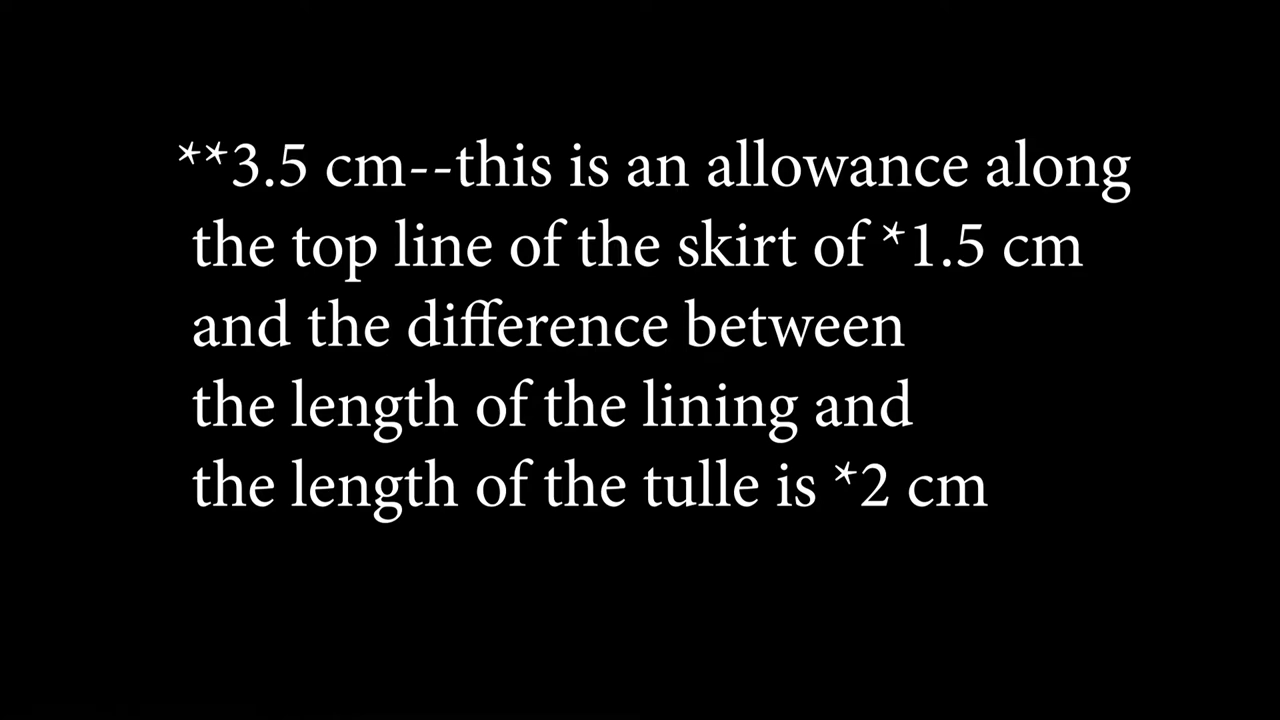 **3.5 cm--this is an allowance along
the top line of the skirt of *1.5 cm
and the difference between
the length of the lining and
the length of the tulle is *2 cm